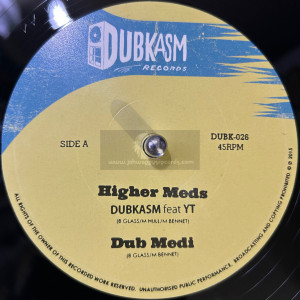 DUBKASM
RECORDS
SIDE A
DUBK-026
45RPM
Higher Meds
DUBKASM feat YT
(B GLASS/M HULL/M BENNET)
Dub Medi
(B GLASS/M BENNET)
ALL RIGHTS OF THE OWNER OF THIS RECORDED WORK RESERVED. UNAUTHORISED PUBLIC PERFORMANCE, BROADCASTING AND COPYING PROHIBITED. ℗ © 2015